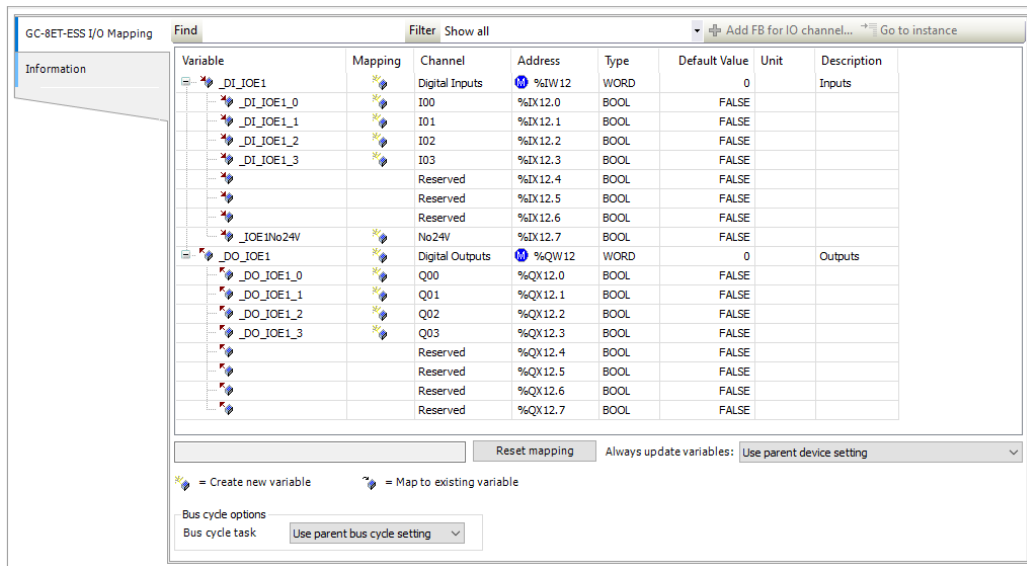 GC-8ET-ESS I/O Mapping
Information
Find Filter Show all Add FB for IO channel... Go to instance
Variable Mapping Channel Address Type Default Value Unit Description
_DI_IOE1 Digital Inputs M %IW12 WORD 0 Inputs
_DI_IOE1_0 I00 %IX12.0 BOOL FALSE
_DI_IOE1_1 I01 %IX12.1 BOOL FALSE
_DI_IOE1_2 I02 %IX12.2 BOOL FALSE
_DI_IOE1_3 I03 %IX12.3 BOOL FALSE
Reserved %IX12.4 BOOL FALSE
Reserved %IX12.5 BOOL FALSE
Reserved %IX12.6 BOOL FALSE
_IOE1No24V No24V %IX12.7 BOOL FALSE
_DO_IOE1 Digital Outputs M %QW12 WORD 0 Outputs
_DO_IOE1_0 Q00 %QX12.0 BOOL FALSE
_DO_IOE1_1 Q01 %QX12.1 BOOL FALSE
_DO_IOE1_2 Q02 %QX12.2 BOOL FALSE
_DO_IOE1_3 Q03 %QX12.3 BOOL FALSE
Reserved %QX12.4 BOOL FALSE
Reserved %QX12.5 BOOL FALSE
Reserved %QX12.6 BOOL FALSE
Reserved %QX12.7 BOOL FALSE
Reset mapping Always update variables: Use parent device setting
= Create new variable = Map to existing variable
Bus cycle options
Bus cycle task Use parent bus cycle setting